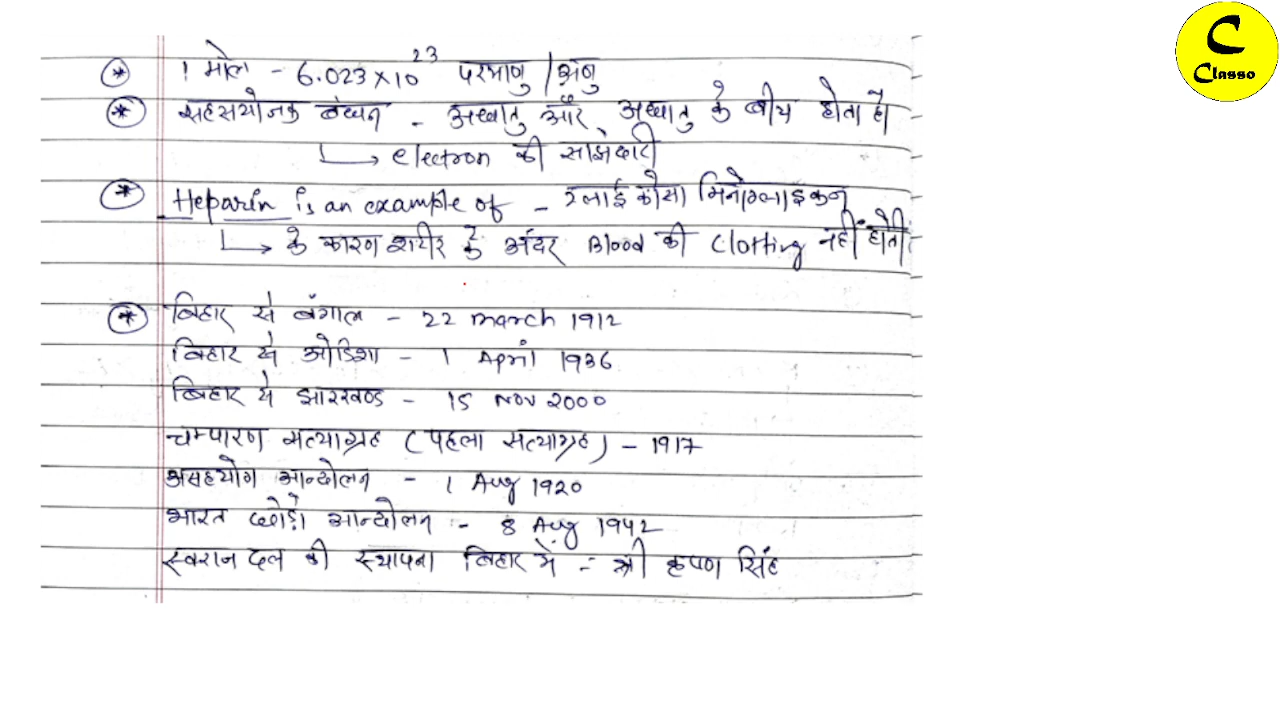 C
Classo
* 1 मोल - 6.023×10²³ परमाणु / अणु
* सहसंयोजक बंधन - अधातु और अधातु के बीच होता है
↳ electron की साझेदारी
* Heparin is an example of - ग्लाईकोसा मिनोग्लाइकन
↳ के कारण शरीर के अंदर Blood की Clotting नहीं होती
* बिहार से बंगाल - 22 march 1912
बिहार से ओडिशा - 1 April 1936
बिहार से झारखण्ड - 15 Nov 2000
चम्पारण सत्याग्रह (पहला सत्याग्रह) - 1917
असहयोग आन्दोलन - 1 Aug 1920
भारत छोड़ो आन्दोलन - 8 Aug 1942
स्वराज दल की स्थापना बिहार में - श्री कृष्ण सिंह